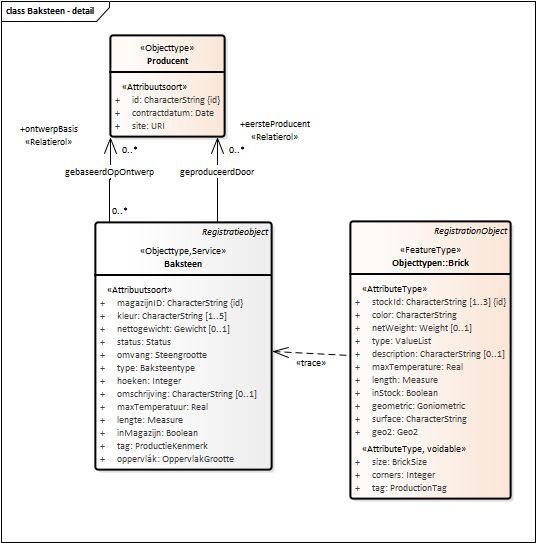 class Baksteen - detail
«Objecttype»
Producent
«Attribuutsoort»
+ id: CharacterString {id}
+ contractdatum: Date
+ site: URI
+ontwerpBasis
«Relatierol»
0..*
gebaseerdOpOntwerp
0..*
+eersteProducent
«Relatierol»
0..*
geproduceerdDoor
Registratieobject
«Objecttype,Service»
Baksteen
«Attribuutsoort»
+ magazijnID: CharacterString {id}
+ kleur: CharacterString [1..5]
+ nettogewicht: Gewicht [0..1]
+ status: Status
+ omvang: Steengrootte
+ type: Baksteentype
+ hoeken: Integer
+ omschrijving: CharacterString [0..1]
+ maxTemperatuur: Real
+ lengte: Measure
+ inMagazijn: Boolean
+ tag: ProductieKenmerk
+ oppervlák: OppervlakGrootte
«trace»
RegistrationObject
«FeatureType»
Objecttypen::Brick
«AttributeType»
+ stockId: CharacterString [1..3] {id}
+ color: CharacterString
+ netWeight: Weight [0..1]
+ type: ValueList
+ description: CharacterString [0..1]
+ maxTemperature: Real
+ length: Measure
+ inStock: Boolean
+ geometric: Goniometric
+ surface: CharacterString
+ geo2: Geo2
«AttributeType, voidable»
+ size: BrickSize
+ corners: Integer
+ tag: ProductionTag